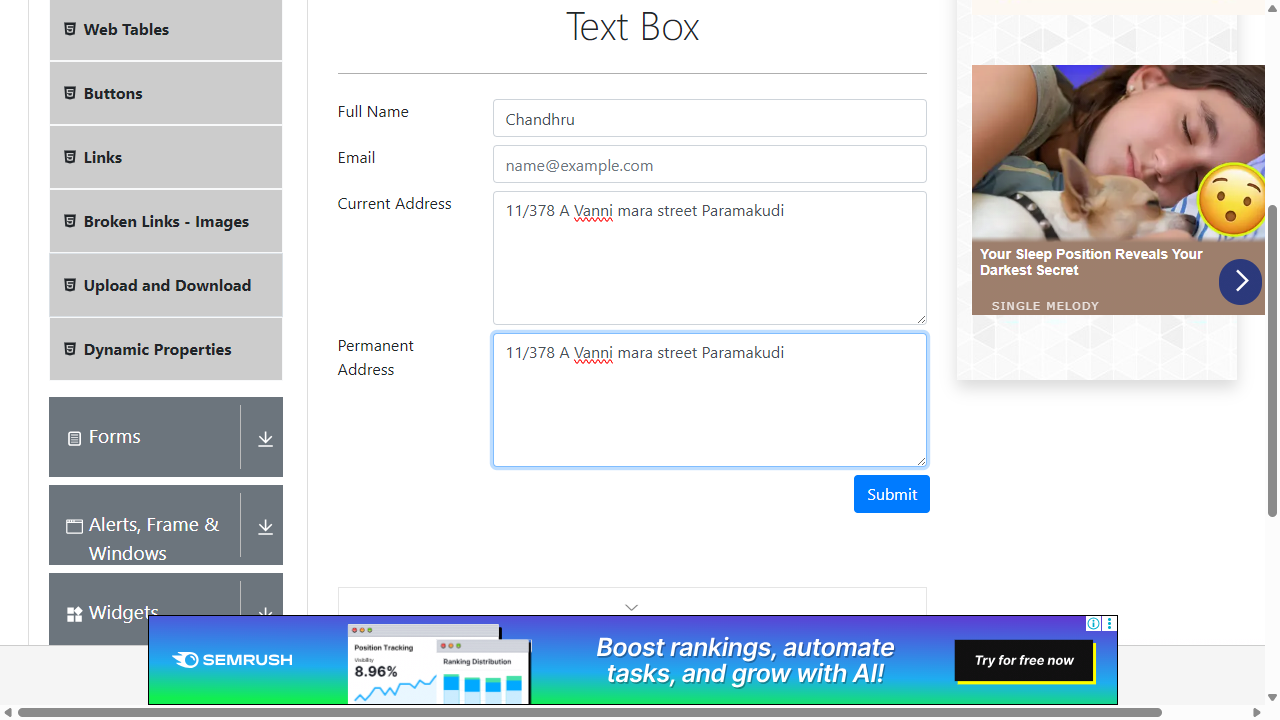 Web Tables
Buttons
Links
Broken Links - Images
Upload and Download
Dynamic Properties
Forms
Alerts, Frame &
Windows
Widgets
Text Box
Full Name
Chandhru
Email
name@example.com
Current Address
11/378 A Vanni mara street Paramakudi
Permanent
Address
11/378 A Vanni mara street Paramakudi
Submit
Your Sleep Position Reveals Your
Darkest Secret
SINGLE MELODY
SEMRUSH
Position Tracking
Visibility
8.96%
Ranking Distribution
Boost rankings, automate
tasks, and grow with AI!
Try for free now